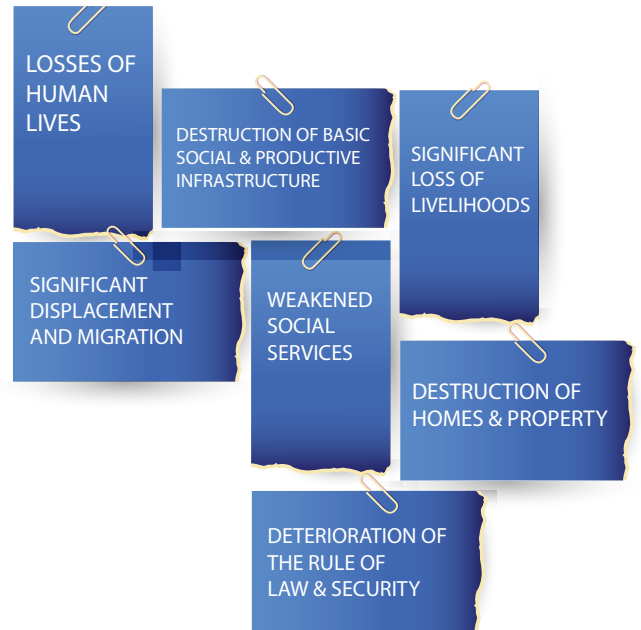 LOSSES OF
HUMAN
LIVES
DESTRUCTION OF BASIC
SOCIAL & PRODUCTIVE
INFRASTRUCTURE
SIGNIFICANT
LOSS OF
LIVELIHOODS
SIGNIFICANT
DISPLACEMENT
AND MIGRATION
WEAKENED
SOCIAL
SERVICES
DESTRUCTION OF
HOMES & PROPERTY
DETERIORATION OF
THE RULE OF
LAW & SECURITY